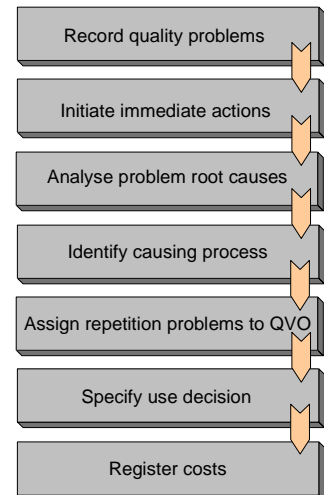 Record quality problems
Initiate immediate actions
Analyse problem root causes
Identify causing process
Assign repetition problems to QVO
Specify use decision
Register costs